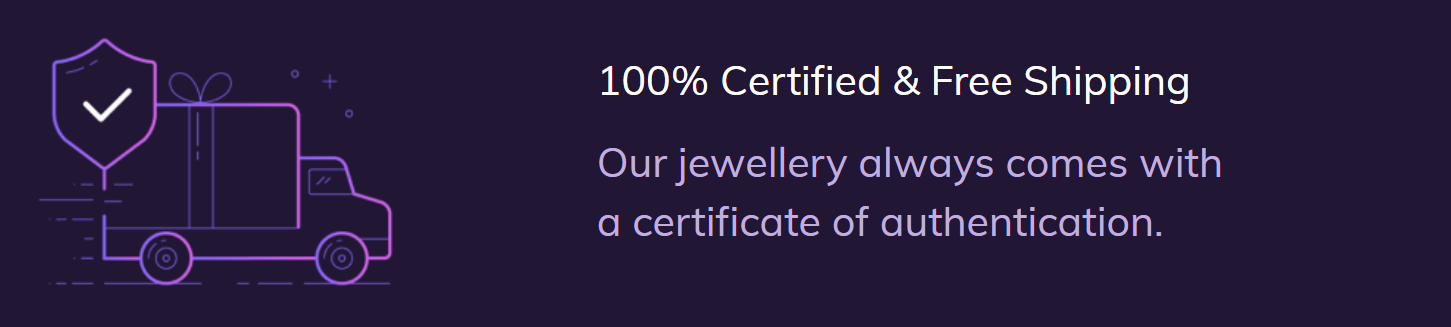 100% Certified & Free Shipping
Our jewellery always comes with
a certificate of authentication.